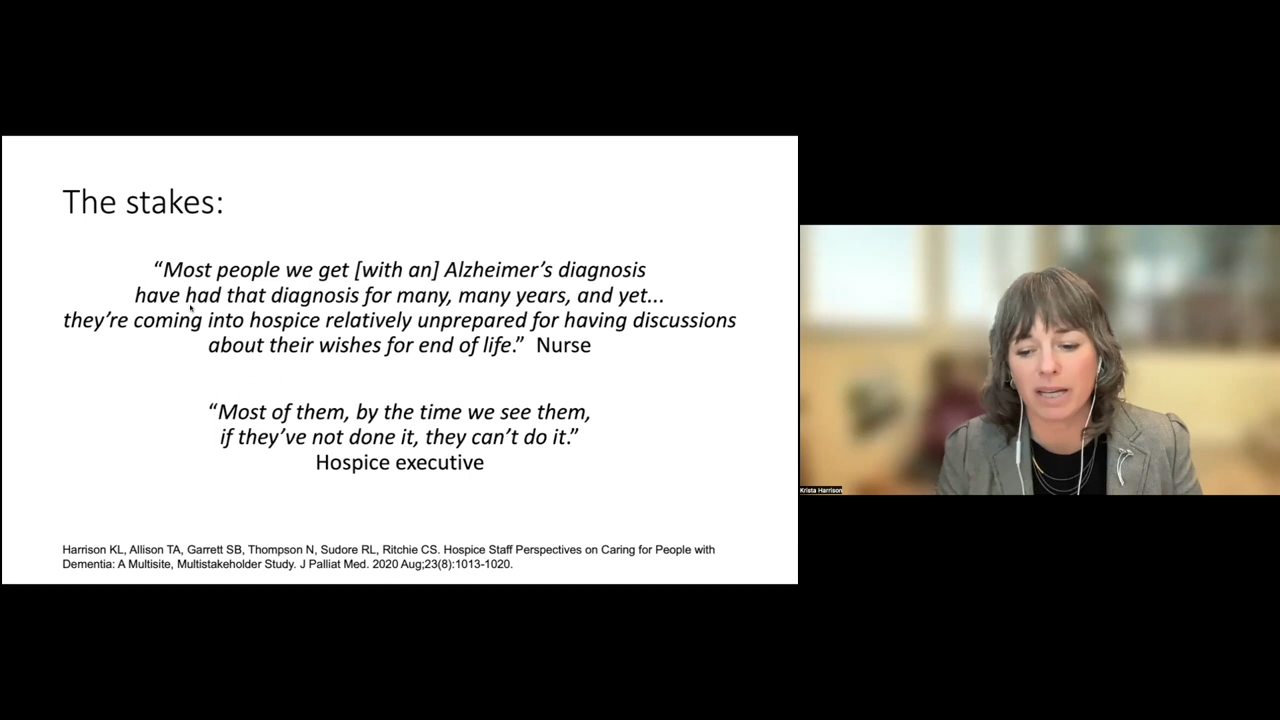 The stakes:
“Most people we get [with an] Alzheimer’s diagnosis
have had that diagnosis for many, many years, and yet...
they’re coming into hospice relatively unprepared for having discussions
about their wishes for end of life.” Nurse
“Most of them, by the time we see them,
if they’ve not done it, they can’t do it.”
Hospice executive
Harrison KL, Allison TA, Garrett SB, Thompson N, Sudore RL, Ritchie CS. Hospice Staff Perspectives on Caring for People with
Dementia: A Multisite, Multistakeholder Study. J Palliat Med. 2020 Aug;23(8):1013-1020.
Krista Harrison